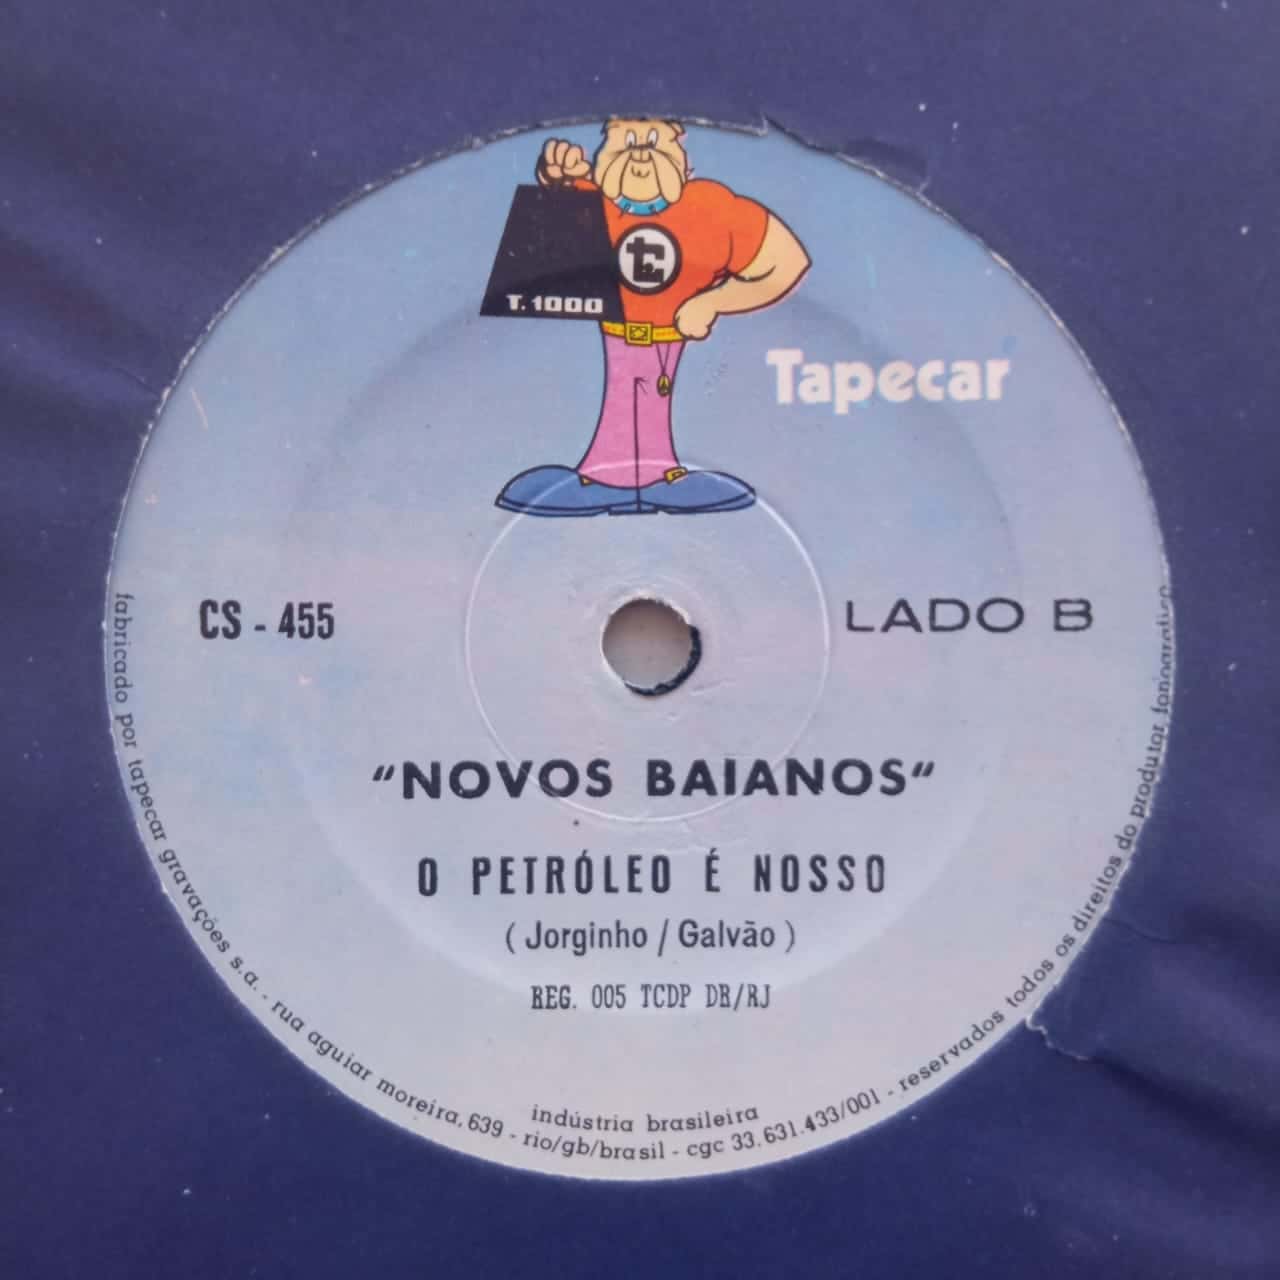 T.1000
Tapecar
CS - 455
LADO B
"NOVOS BAIANOS"
O PETRÓLEO É NOSSO
( Jorginho / Galvão )
REG. 005 TCDP DR/RJ
indústria brasileira
fabricado por tapecar gravações s.a. - rua aguiar moreira, 639 - rio/gb/brasil - cgc 33.631.433/001 - reservados todos os direitos do produtor fonográfico